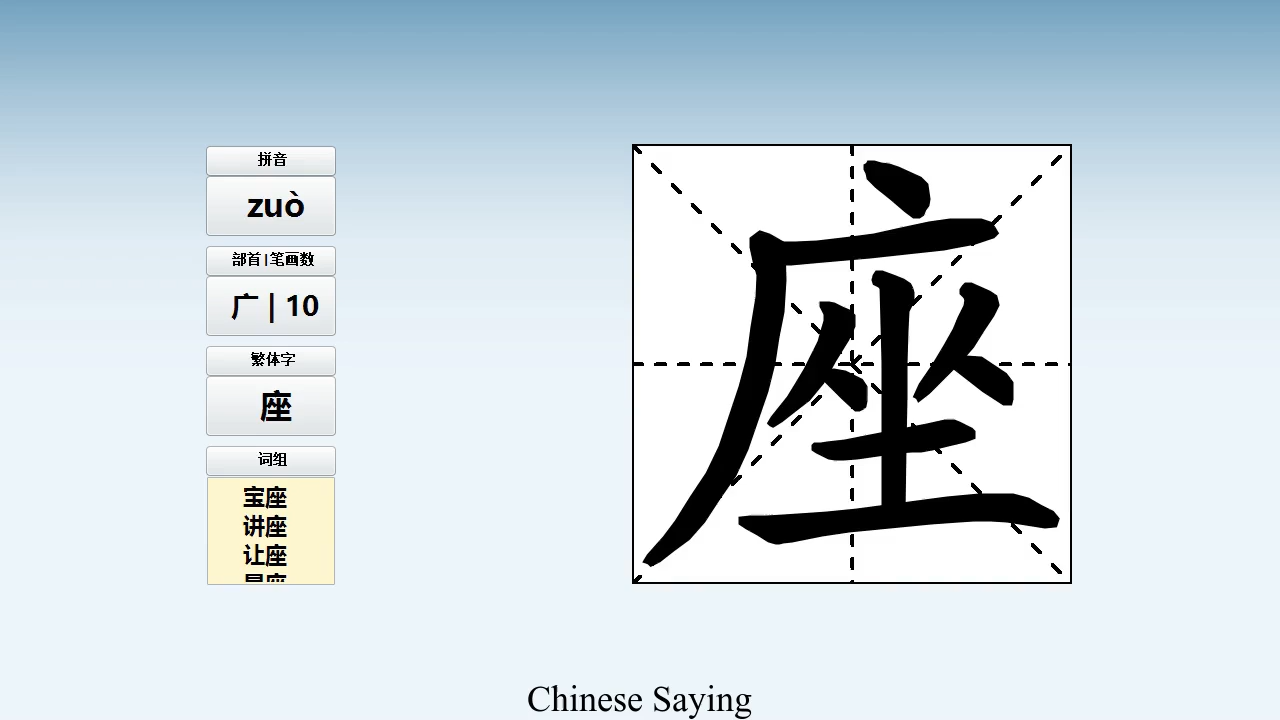 拼音
zuò
部首|笔画数
广 | 10
繁体字
座
词组
宝座
讲座
让座
座
Chinese Saying